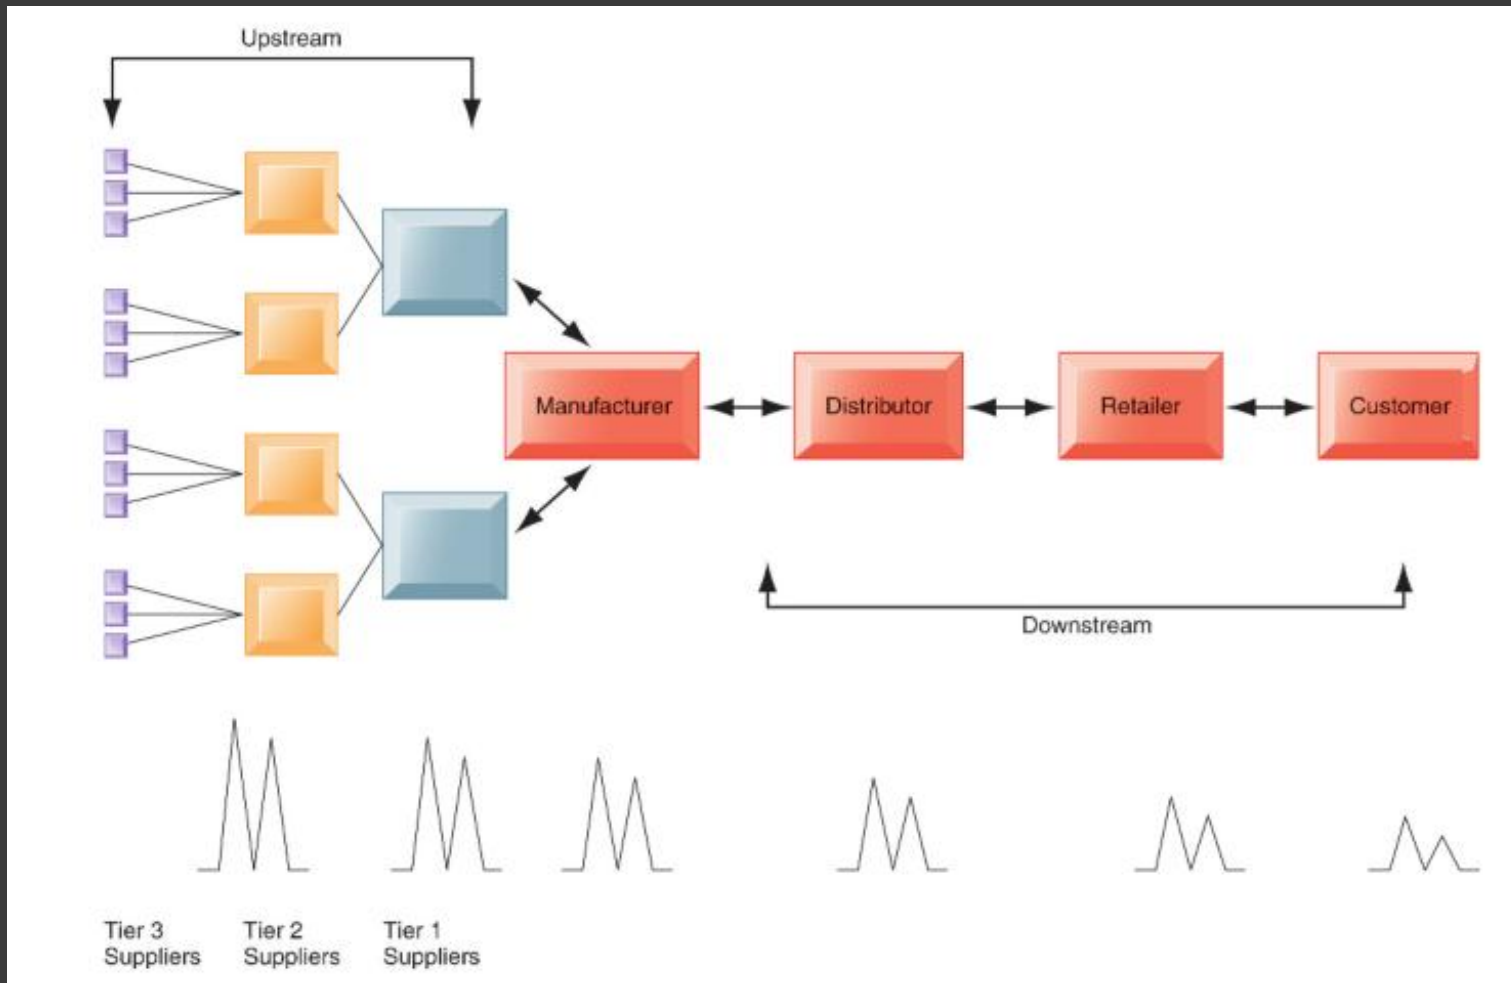 Upstream
Manufacturer
Distributor
Retailer
Customer
Downstream
Tier 3
Suppliers
Tier 2
Suppliers
Tier 1
Suppliers